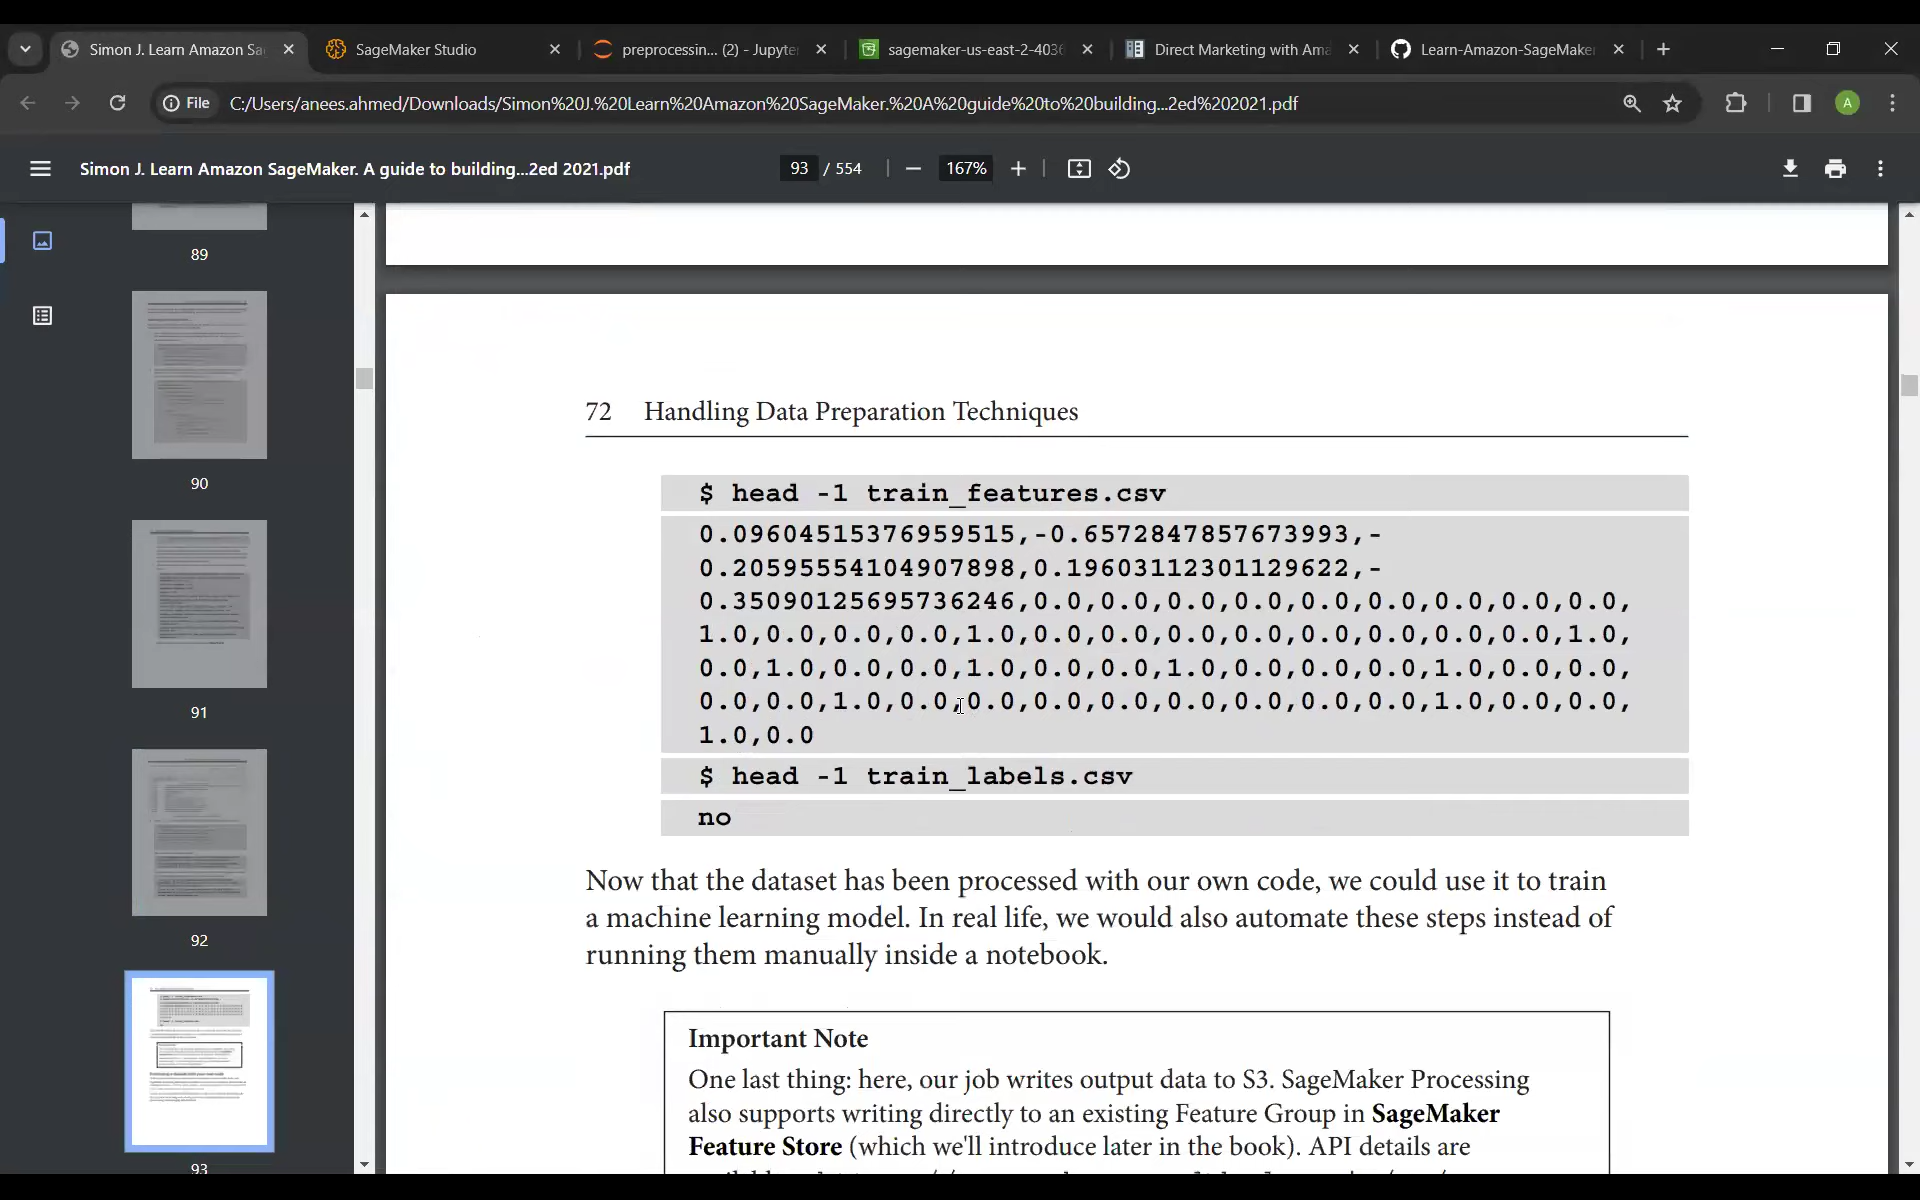 Simon J. Learn Amazon Sa
SageMaker Studio
preprocessin... (2) - Jupyte
sagemaker-us-east-2-4036
Direct Marketing with Ama
Learn-Amazon-SageMaker
File
C:/Users/anees.ahmed/Downloads/Simon%20J.%20Learn%20Amazon%20SageMaker.%20A%20guide%20to%20building...2ed%202021.pdf
A
Simon J. Learn Amazon SageMaker. A guide to building...2ed 2021.pdf
93 / 554
167%
89
90
91
92
93
72 Handling Data Preparation Techniques
$ head -1 train_features.csv
0.09604515376959515,-0.6572847857673993,-
0.20595554104907898,0.19603112301129622,-
0.35090125695736246,0.0,0.0,0.0,0.0,0.0,0.0,0.0,0.0,0.0,
1.0,0.0,0.0,0.0,1.0,0.0,0.0,0.0,0.0,0.0,0.0,0.0,0.0,1.0,
0.0,1.0,0.0,0.0,1.0,0.0,0.0,1.0,0.0,0.0,0.0,1.0,0.0,0.0,
0.0,0.0,1.0,0.0,0.0,0.0,0.0,0.0,0.0,0.0,0.0,1.0,0.0,0.0,
1.0,0.0
$ head -1 train_labels.csv
no
Now that the dataset has been processed with our own code, we could use it to train
a machine learning model. In real life, we would also automate these steps instead of
running them manually inside a notebook.
Important Note
One last thing: here, our job writes output data to S3. SageMaker Processing
also supports writing directly to an existing Feature Group in SageMaker
Feature Store (which we'll introduce later in the book). API details are